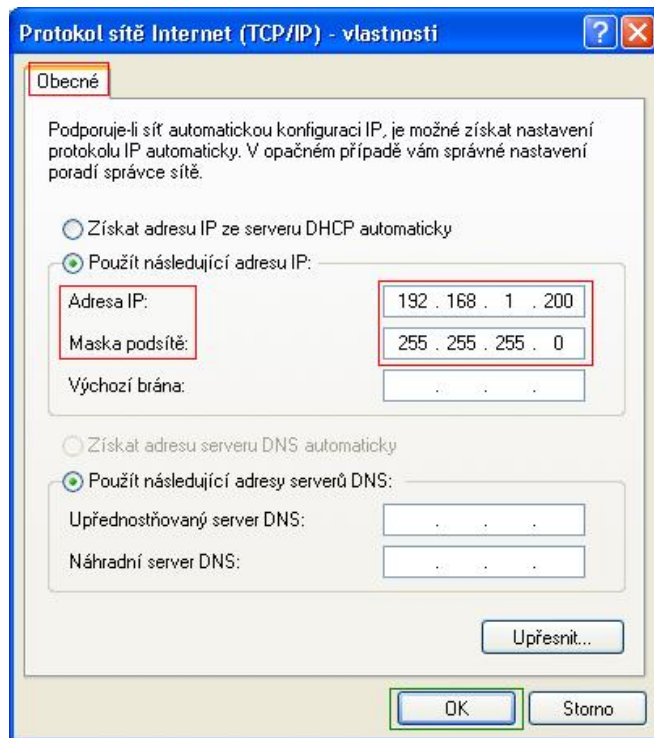 Protokol sítě Internet (TCP/IP) - vlastnosti
Obecné
Podporuje-li síť automatickou konfiguraci IP, je možné získat nastavení
protokolu IP automaticky. V opačném případě vám správné nastavení
poradí správce sítě.
Získat adresu IP ze serveru DHCP automaticky
Použít následující adresu IP:
Adresa IP: 192 . 168 . 1 . 200
Maska podsítě: 255 . 255 . 255 . 0
Výchozí brána: . . .
Získat adresu serveru DNS automaticky
Použít následující adresy serverů DNS:
Upřednostňovaný server DNS: . . .
Náhradní server DNS: . . .
Upřesnit...
OK Storno